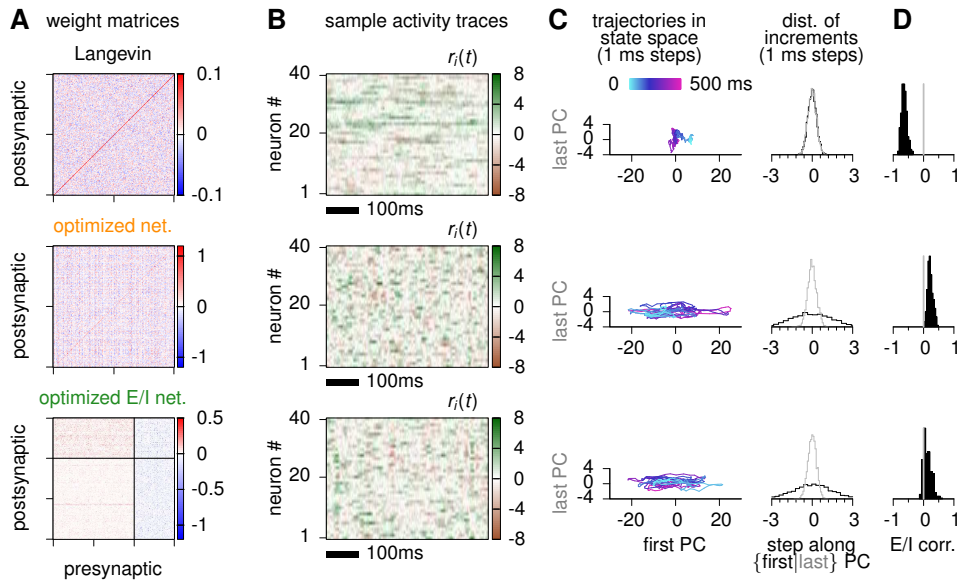 A weight matrices
B sample activity traces
C trajectories in state space (1 ms steps)
dist. of increments (1 ms steps)
D
Langevin
postsynaptic
0.1
0
-0.1
r_i(t)
neuron #
40
20
1
8
4
0
-4
-8
100ms
0 500 ms
last PC
4
0
-4
-20 0 20
-3 0 3
-1 0 1
optimized net.
postsynaptic
1
0
-1
r_i(t)
neuron #
40
20
1
8
4
0
-4
-8
100ms
last PC
4
0
-4
-20 0 20
-3 0 3
-1 0 1
optimized E/I net.
postsynaptic
0.5
0
-0.5
-1
presynaptic
r_i(t)
neuron #
40
20
1
8
4
0
-4
-8
100ms
last PC
4
0
-4
-20 0 20
first PC
-3 0 3
step along {first|last} PC
-1 0 1
E/I corr.